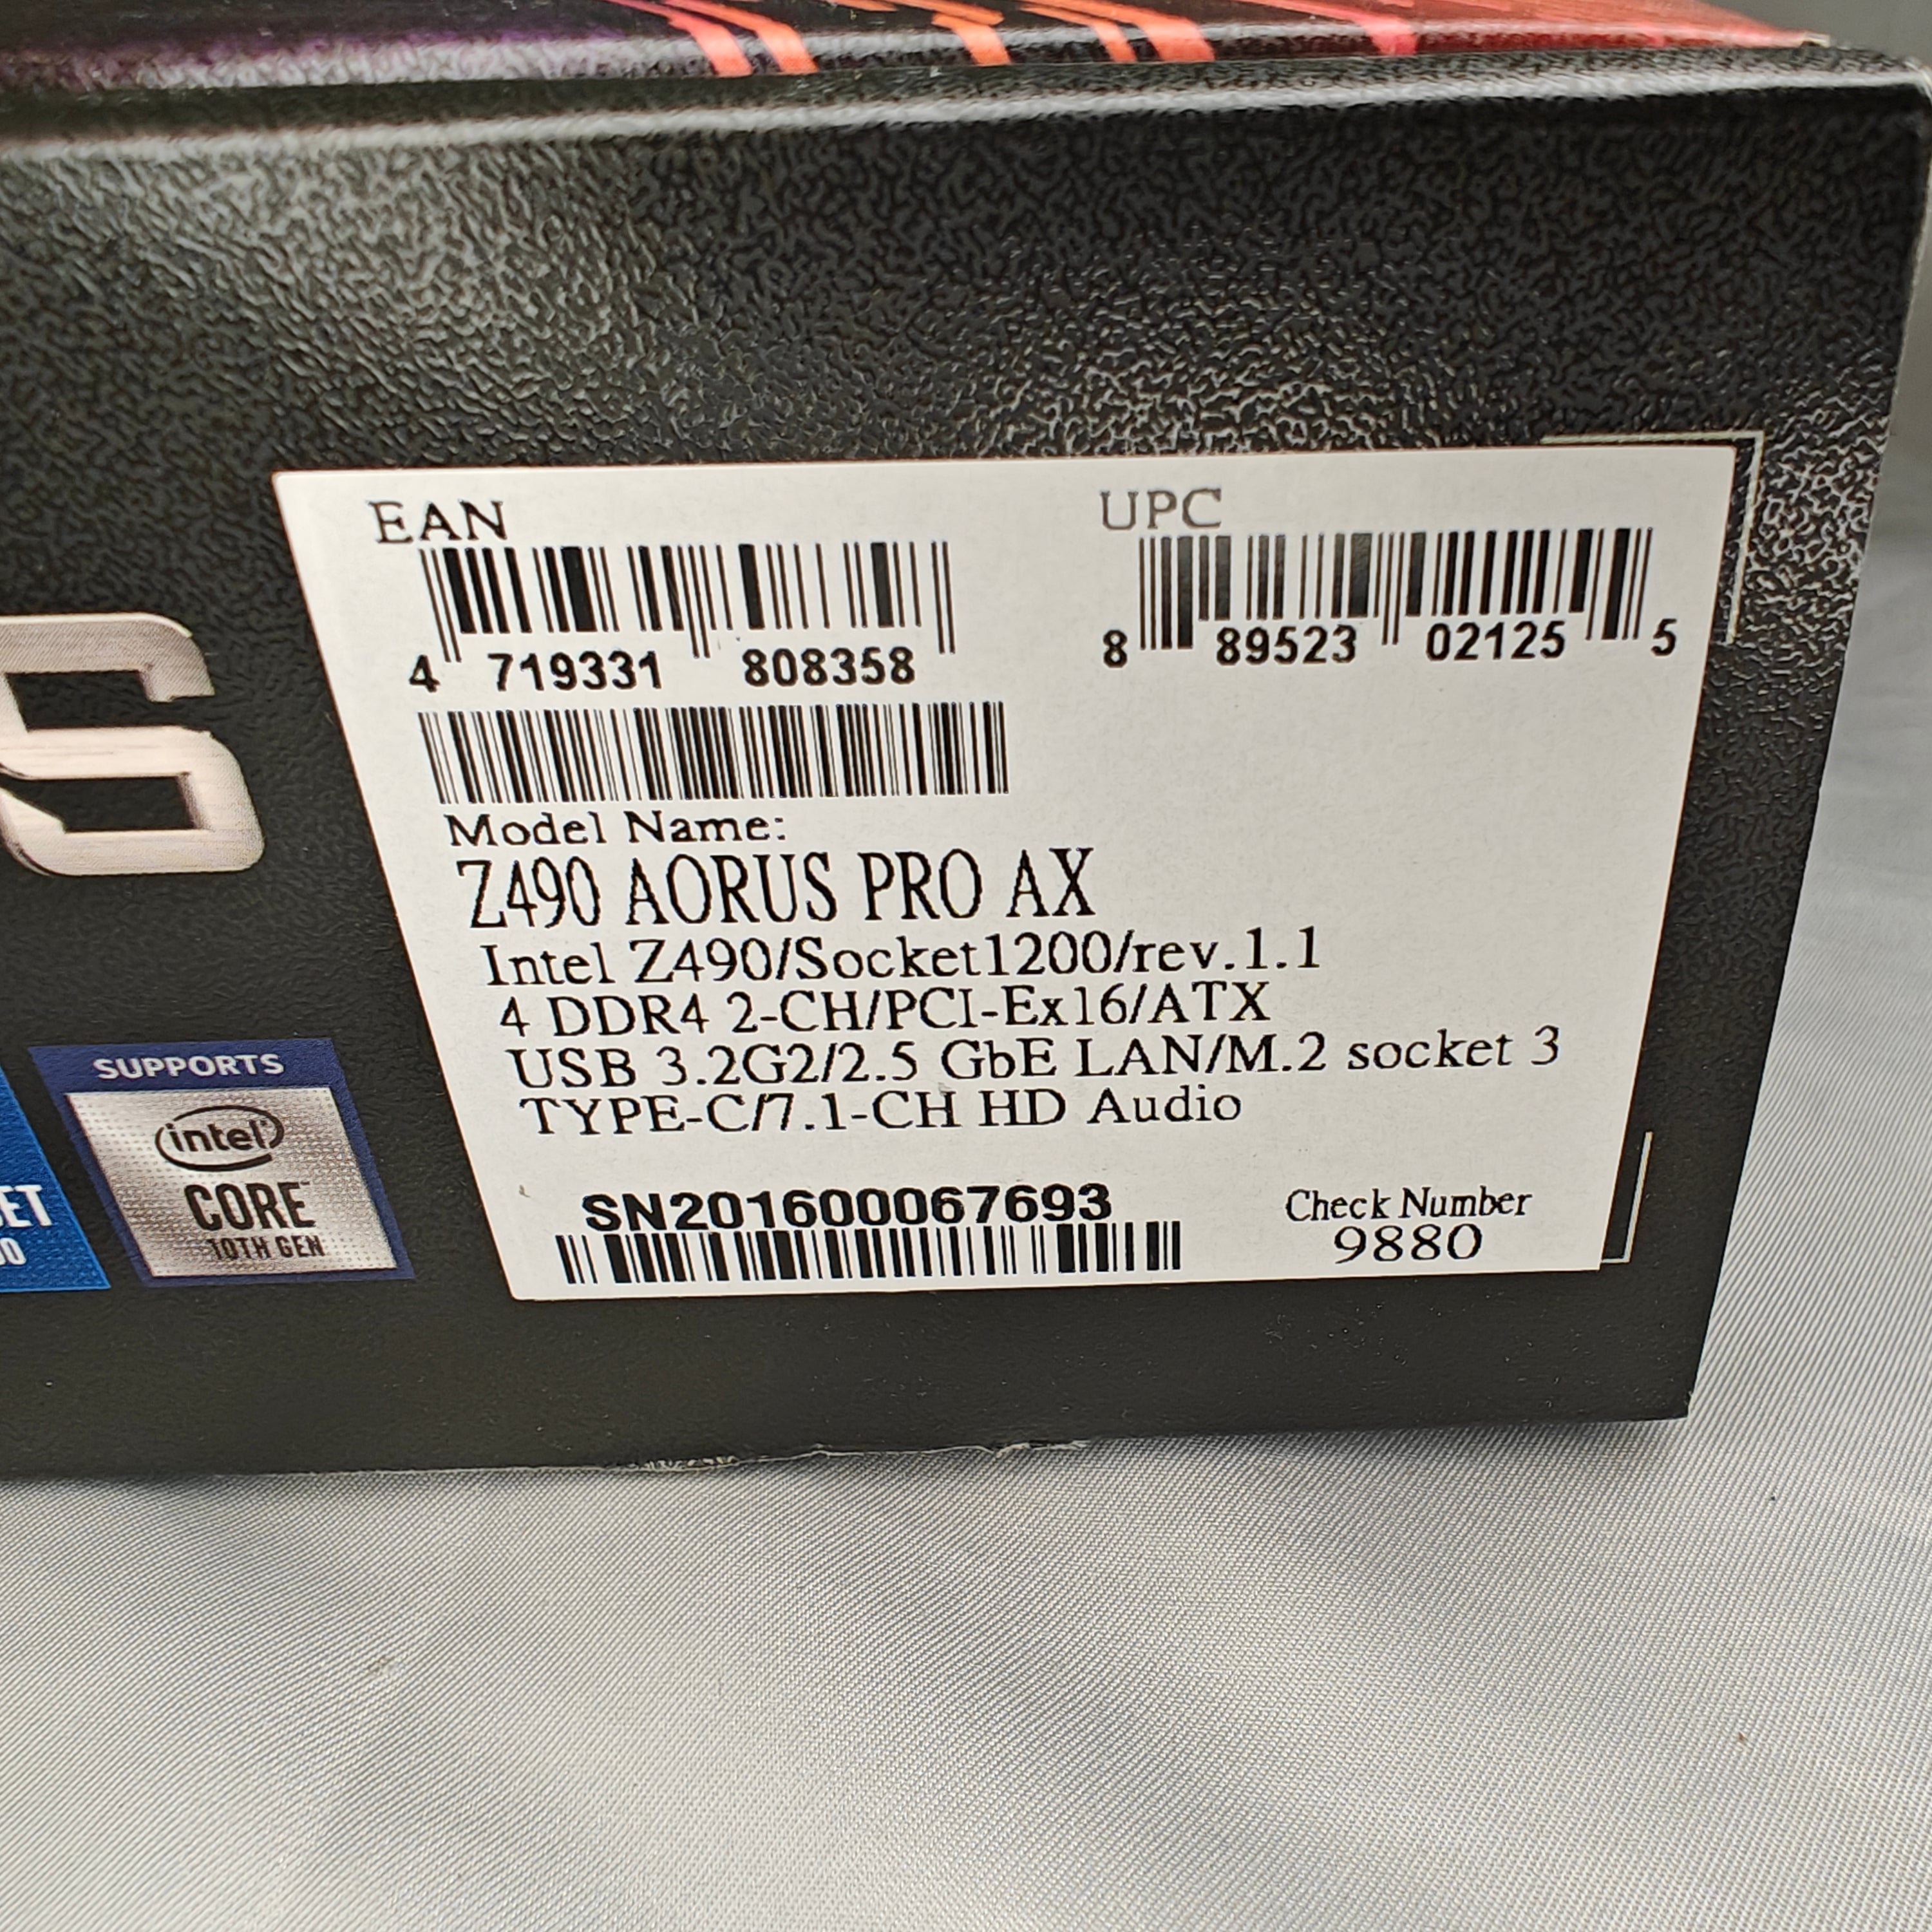 EAN
UPC
4 719331 808358
8 89523 02125 5
Model Name:
Z490 AORUS PRO AX
Intel Z490/Socket1200/rev.1.1
4 DDR4 2-CH/PCI-Ex16/ATX
USB 3.2G2/2.5 GbE LAN/M.2 socket 3
TYPE-C/7.1-CH HD Audio
SN201600067693
Check Number
9880
S
SUPPORTS
intel
CORE
10TH GEN